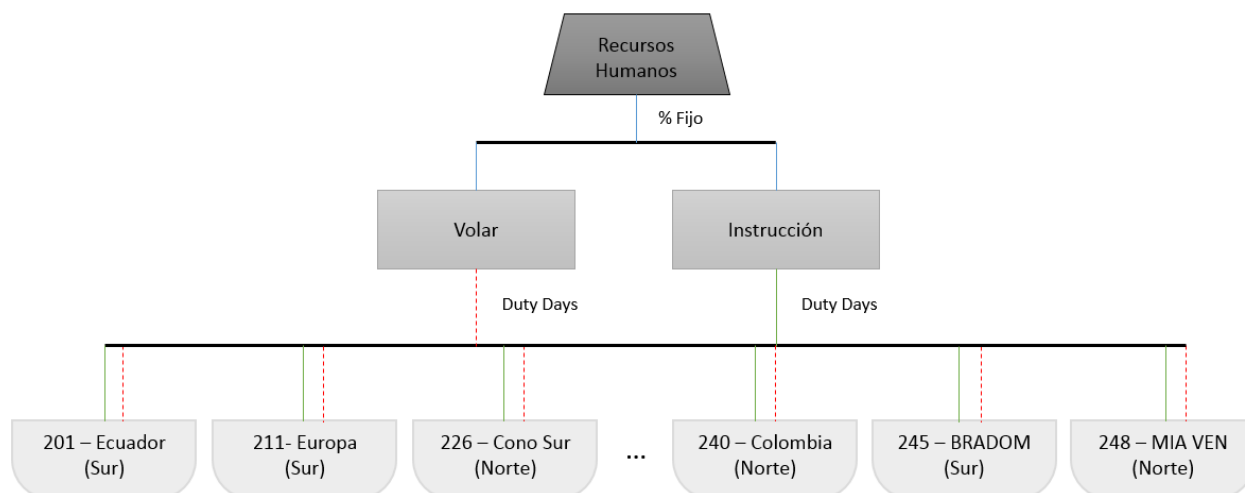 Recursos
Humanos
% Fijo
Volar
Instrucción
Duty Days
Duty Days
201 – Ecuador
(Sur)
211- Europa
(Sur)
226 – Cono Sur
(Norte)
...
240 – Colombia
(Norte)
245 – BRADOM
(Sur)
248 – MIA VEN
(Norte)